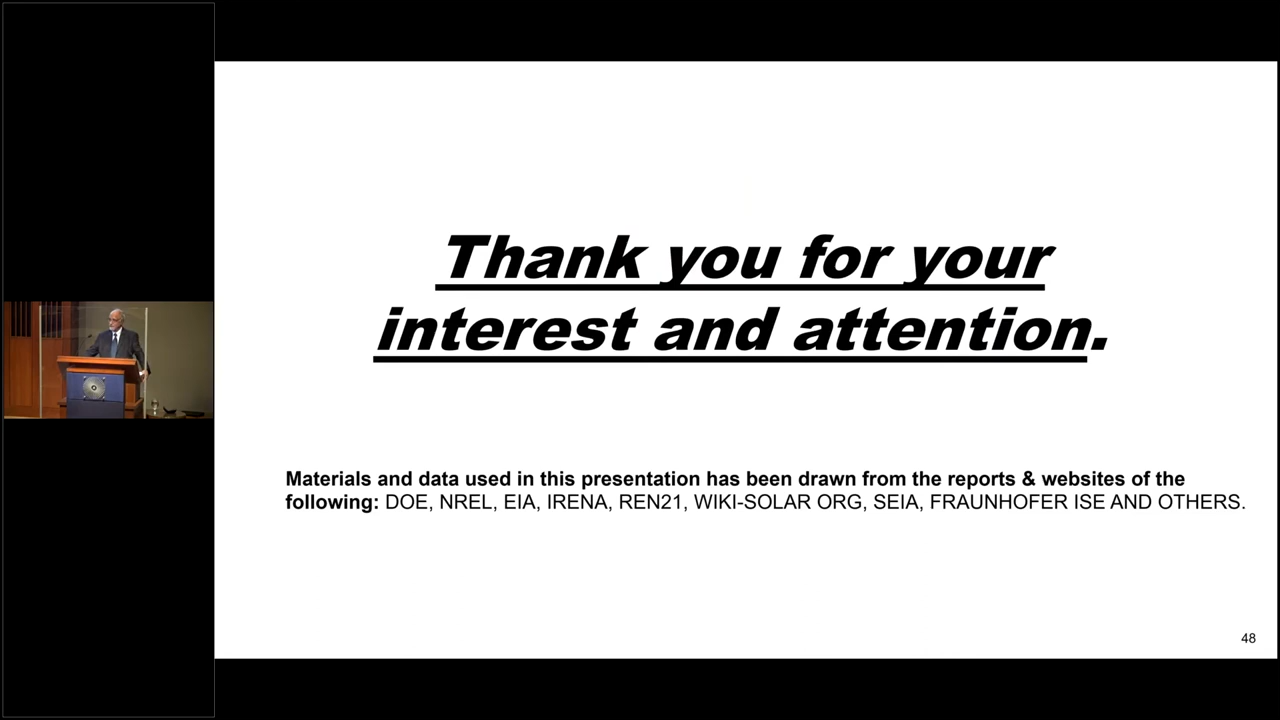 Thank you for your
interest and attention.
Materials and data used in this presentation has been drawn from the reports & websites of the
following: DOE, NREL, EIA, IRENA, REN21, WIKI-SOLAR ORG, SEIA, FRAUNHOFER ISE AND OTHERS.
48